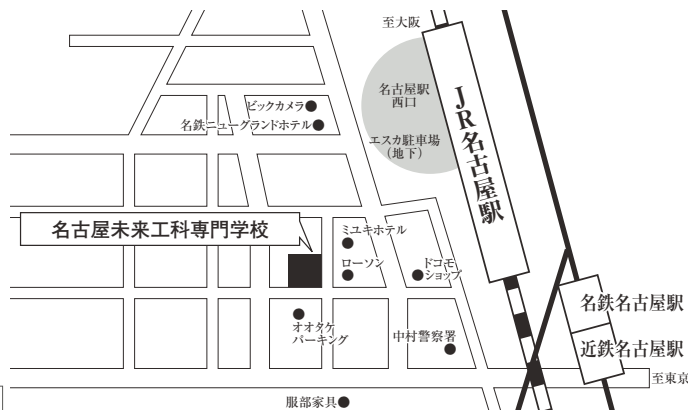 至大阪
名古屋駅
西口
エスカ駐車場
（地下）
JR名古屋駅
ビックカメラ
名鉄ニューグランドホテル
名古屋未来工科専門学校
ミユキホテル
ローソン
ドコモ
ショップ
オオタケ
パーキング
中村警察署
名鉄名古屋駅
近鉄名古屋駅
至東京
服部家具